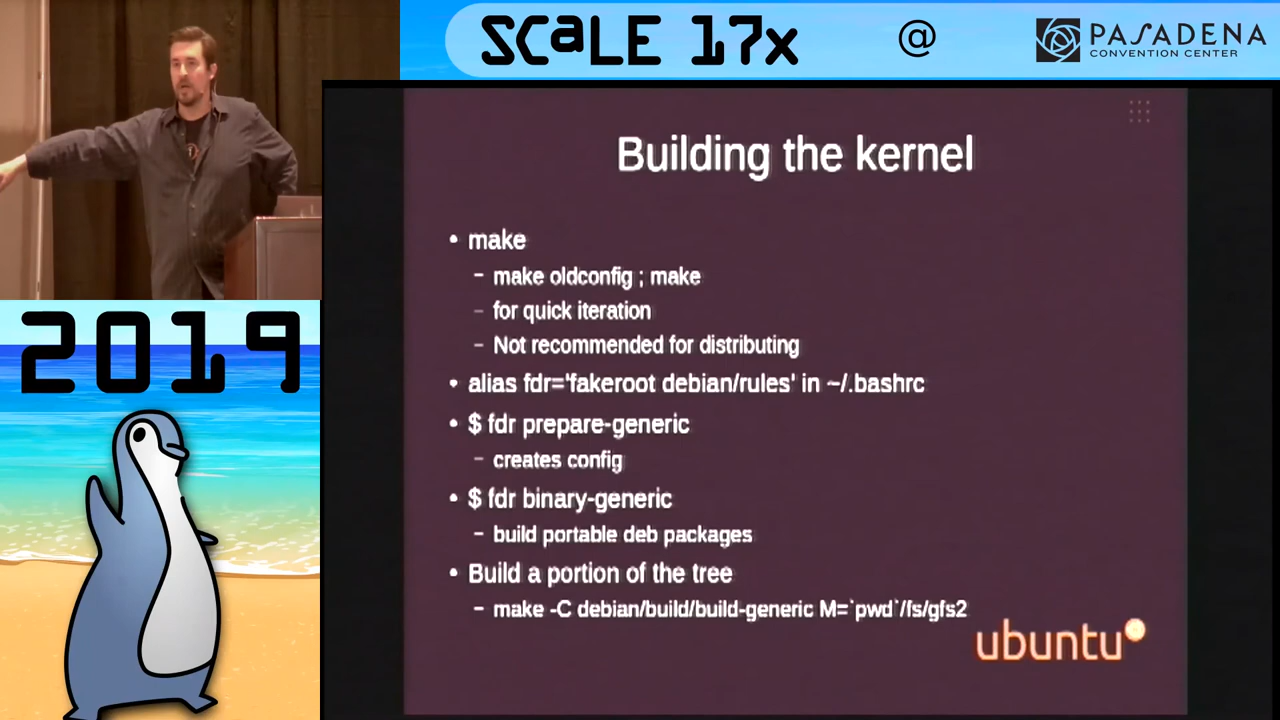 SCaLE 17x
@
PASADENA
CONVENTION CENTER
2019
Building the kernel
• make
– make oldconfig ; make
– for quick iteration
– Not recommended for distributing
• alias fdr='fakeroot debian/rules' in ~/.bashrc
• $ fdr prepare-generic
– creates config
• $ fdr binary-generic
– build portable deb packages
• Build a portion of the tree
– make -C debian/build/build-generic M=`pwd`/fs/gfs2
ubuntu